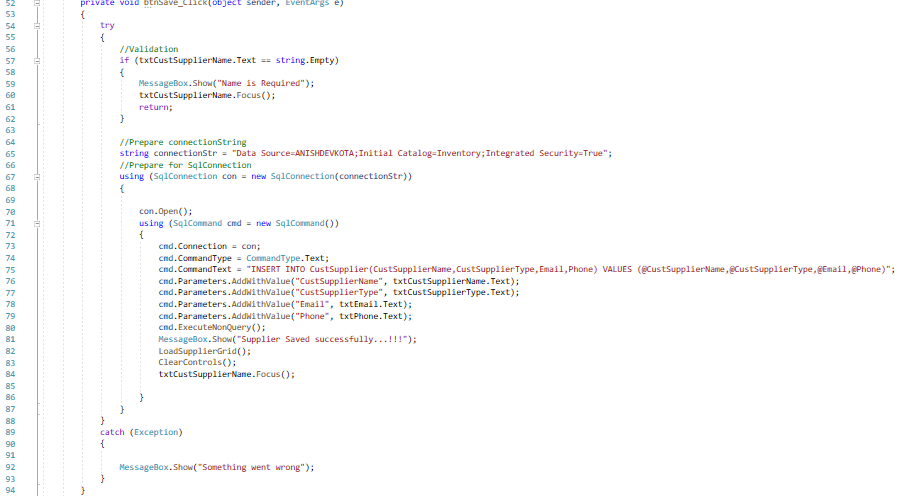 52 private void btnSave_Click(object sender, EventArgs e)
53 {
54 try
55 {
56 //Validation
57 if (txtCustSupplierName.Text == string.Empty)
58 {
59 MessageBox.Show("Name is Required");
60 txtCustSupplierName.Focus();
61 return;
62 }
63
64 //Prepare connectionString
65 string connectionStr = "Data Source=ANISHDEVKOTA;Initial Catalog=Inventory;Integrated Security=True";
66 //Prepare for SqlConnection
67 using (SqlConnection con = new SqlConnection(connectionStr))
68 {
69
70 con.Open();
71 using (SqlCommand cmd = new SqlCommand())
72 {
73 cmd.Connection = con;
74 cmd.CommandType = CommandType.Text;
75 cmd.CommandText = "INSERT INTO CustSupplier(CustSupplierName,CustSupplierType,Email,Phone) VALUES (@CustSupplierName,@CustSupplierType,@Email,@Phone)";
76 cmd.Parameters.AddWithValue("CustSupplierName", txtCustSupplierName.Text);
77 cmd.Parameters.AddWithValue("CustSupplierType", txtCustSupplierType.Text);
78 cmd.Parameters.AddWithValue("Email", txtEmail.Text);
79 cmd.Parameters.AddWithValue("Phone", txtPhone.Text);
80 cmd.ExecuteNonQuery();
81 MessageBox.Show("Supplier Saved successfully...!!!");
82 LoadSupplierGrid();
83 ClearControls();
84 txtCustSupplierName.Focus();
85
86 }
87 }
88 }
89 catch (Exception)
90 {
91
92 MessageBox.Show("Something went wrong");
93 }
94 }